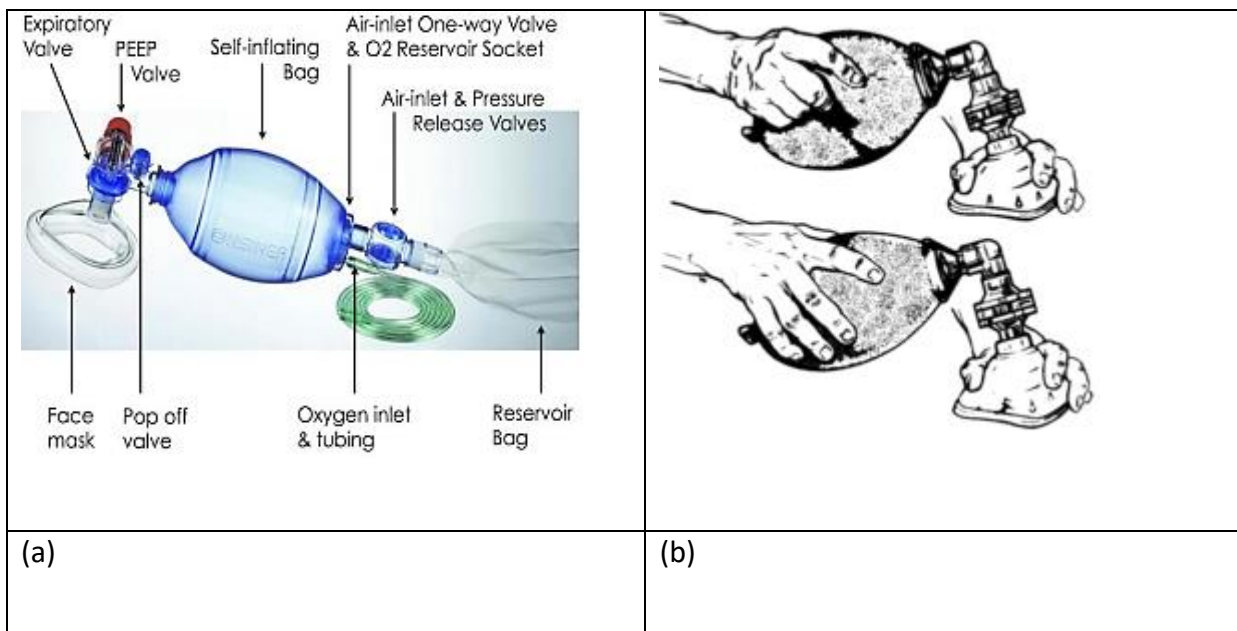 Expiratory
Valve
PEEP
Valve
Self-inflating
Bag
Air-inlet One-way Valve
& O2 Reservoir Socket
Air-inlet & Pressure
Release Valves
Face
mask
Pop off
valve
Oxygen inlet
& tubing
Reservoir
Bag
(a)
(b)